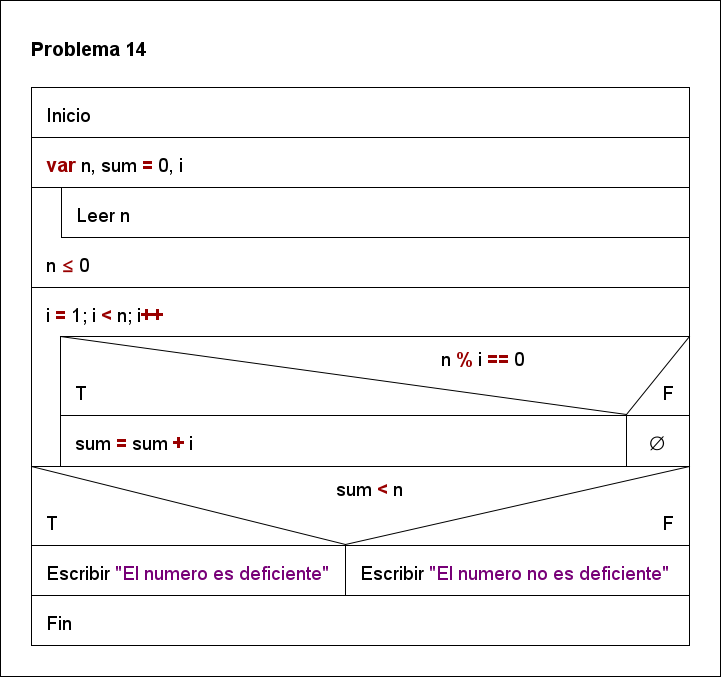 Problema 14
Inicio
var n, sum = 0, i
Leer n
n ≤ 0
i = 1; i < n; i++
n % i == 0
T F
sum = sum + i ∅
sum < n
T F
Escribir "El numero es deficiente" Escribir "El numero no es deficiente"
Fin